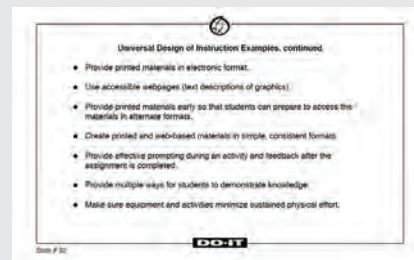 Universal Design of Instruction Examples, continued
• Provide printed materials in electronic format.
• Use accessible webpages (text descriptions of graphics).
• Provide printed materials early so that students can prepare to access the
materials in alternate formats.
• Create printed and web-based materials in simple, consistent formats.
• Provide effective prompting during an activity and feedback after the
assignment is completed.
• Provide multiple ways for students to demonstrate knowledge.
• Make sure equipment and activities minimize sustained physical effort.
DO-IT